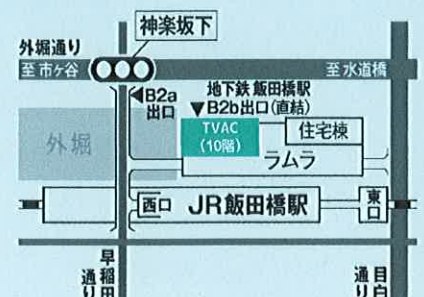 神楽坂下
外堀通り
至市ヶ谷
至水道橋
◀B2a
出口
地下鉄 飯田橋駅
▼B2b出口(直結)
TVAC
(10階)
住宅棟
ラムラ
外堀
西口
JR飯田橋駅
東口
早稲田
通り
目白
通り